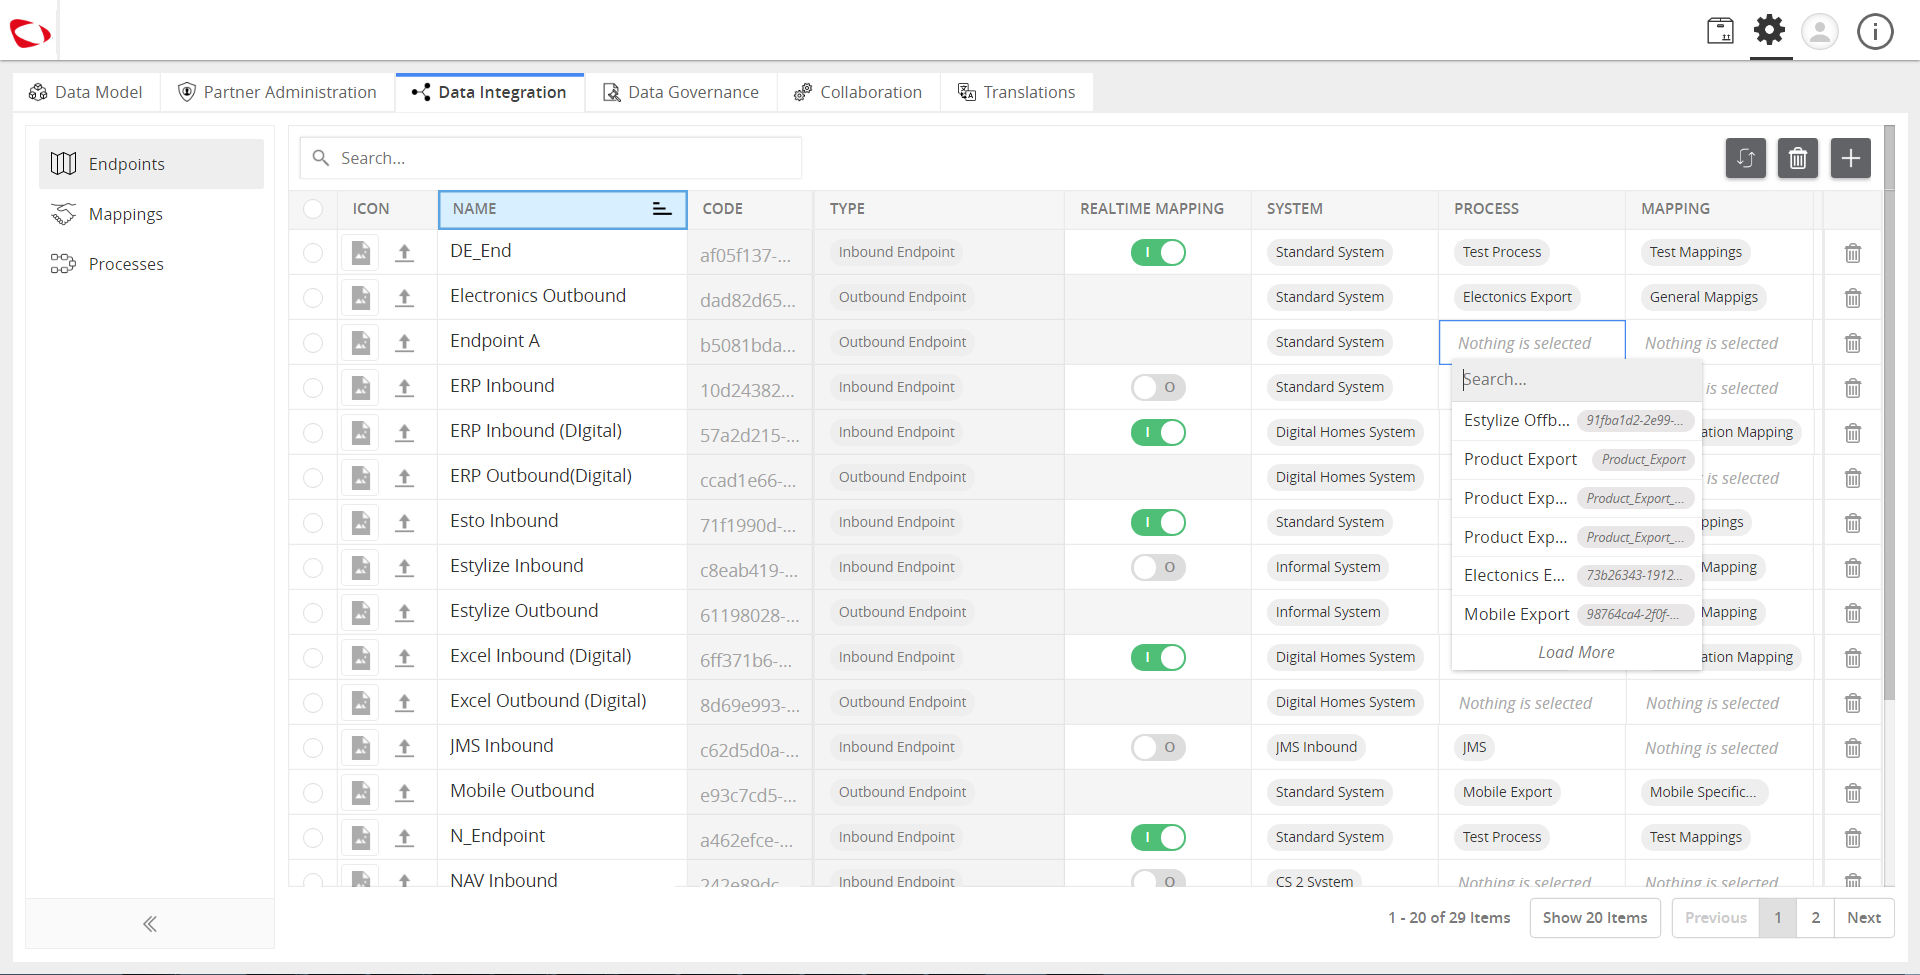 Data Model
Partner Administration
Data Integration
Data Governance
Collaboration
Translations
Endpoints
Mappings
Processes
Search...
ICON NAME CODE TYPE REALTIME MAPPING SYSTEM PROCESS MAPPING
DE_End af05f137-... Inbound Endpoint I Standard System Test Process Test Mappings
Electronics Outbound dad82d65... Outbound Endpoint Standard System Electonics Export General Mappigs
Endpoint A b5081bda... Outbound Endpoint Standard System Nothing is selected Nothing is selected
ERP Inbound 10d24382... Inbound Endpoint O Standard System is selected
ERP Inbound (DIgital) 57a2d215-... Inbound Endpoint I Digital Homes System ation Mapping
ERP Outbound(Digital) ccad1e66-... Outbound Endpoint Digital Homes System is selected
Esto Inbound 71f1990d-... Inbound Endpoint I Standard System ppings
Estylize Inbound c8eab419-... Inbound Endpoint O Informal System Mapping
Estylize Outbound 61198028-... Outbound Endpoint Informal System Mapping
Excel Inbound (Digital) 6ff371b6-... Inbound Endpoint I Digital Homes System ation Mapping
Excel Outbound (Digital) 8d69e993-... Outbound Endpoint Digital Homes System Nothing is selected Nothing is selected
JMS Inbound c62d5d0a-... Inbound Endpoint O JMS Inbound JMS Nothing is selected
Mobile Outbound e93c7cd5-... Outbound Endpoint Standard System Mobile Export Mobile Specific...
N_Endpoint a462efce-... Inbound Endpoint I Standard System Test Process Test Mappings
NAV Inbound 242e89dc... Inbound Endpoint O CS 2 System Nothing is selected Nothing is selected
Search...
Estylize Offb... 91fba1d2-2e99-...
Product Export Product_Export
Product Exp... Product_Export_...
Product Exp... Product_Export_...
Electonics E... 73b26343-1912...
Mobile Export 98764ca4-2f0f-...
Load More
1 - 20 of 29 Items Show 20 Items Previous 1 2 Next